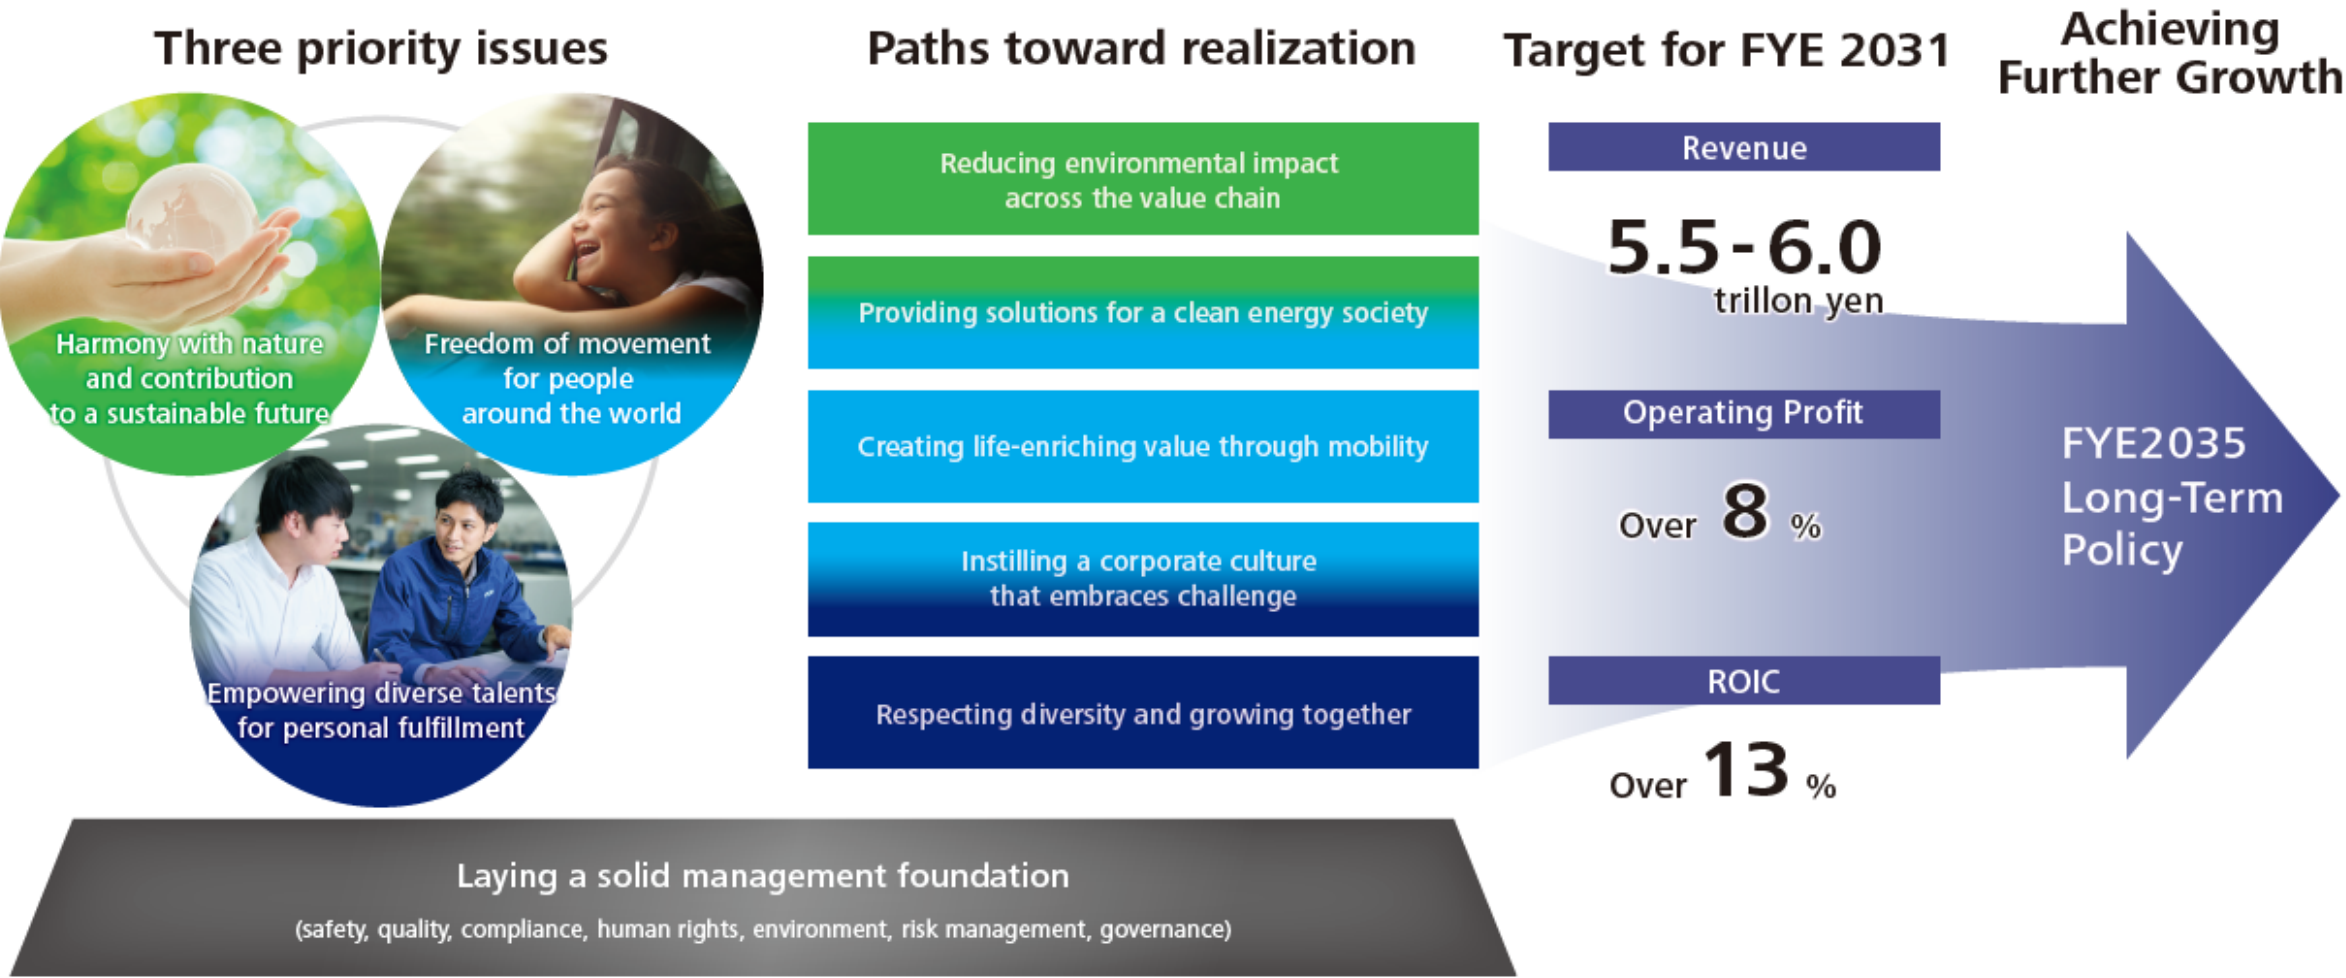 Three priority issues
Harmony with nature
and contribution
to a sustainable future
Freedom of movement
for people
around the world
Empowering diverse talents
for personal fulfillment
Paths toward realization
Reducing environmental impact
across the value chain
Providing solutions for a clean energy society
Creating life-enriching value through mobility
Instilling a corporate culture
that embraces challenge
Respecting diversity and growing together
Laying a solid management foundation
(safety, quality, compliance, human rights, environment, risk management, governance)
Target for FYE 2031
Revenue
5.5-6.0
trillon yen
Operating Profit
Over 8 %
ROIC
Over 13 %
Achieving
Further Growth
FYE2035
Long-Term
Policy